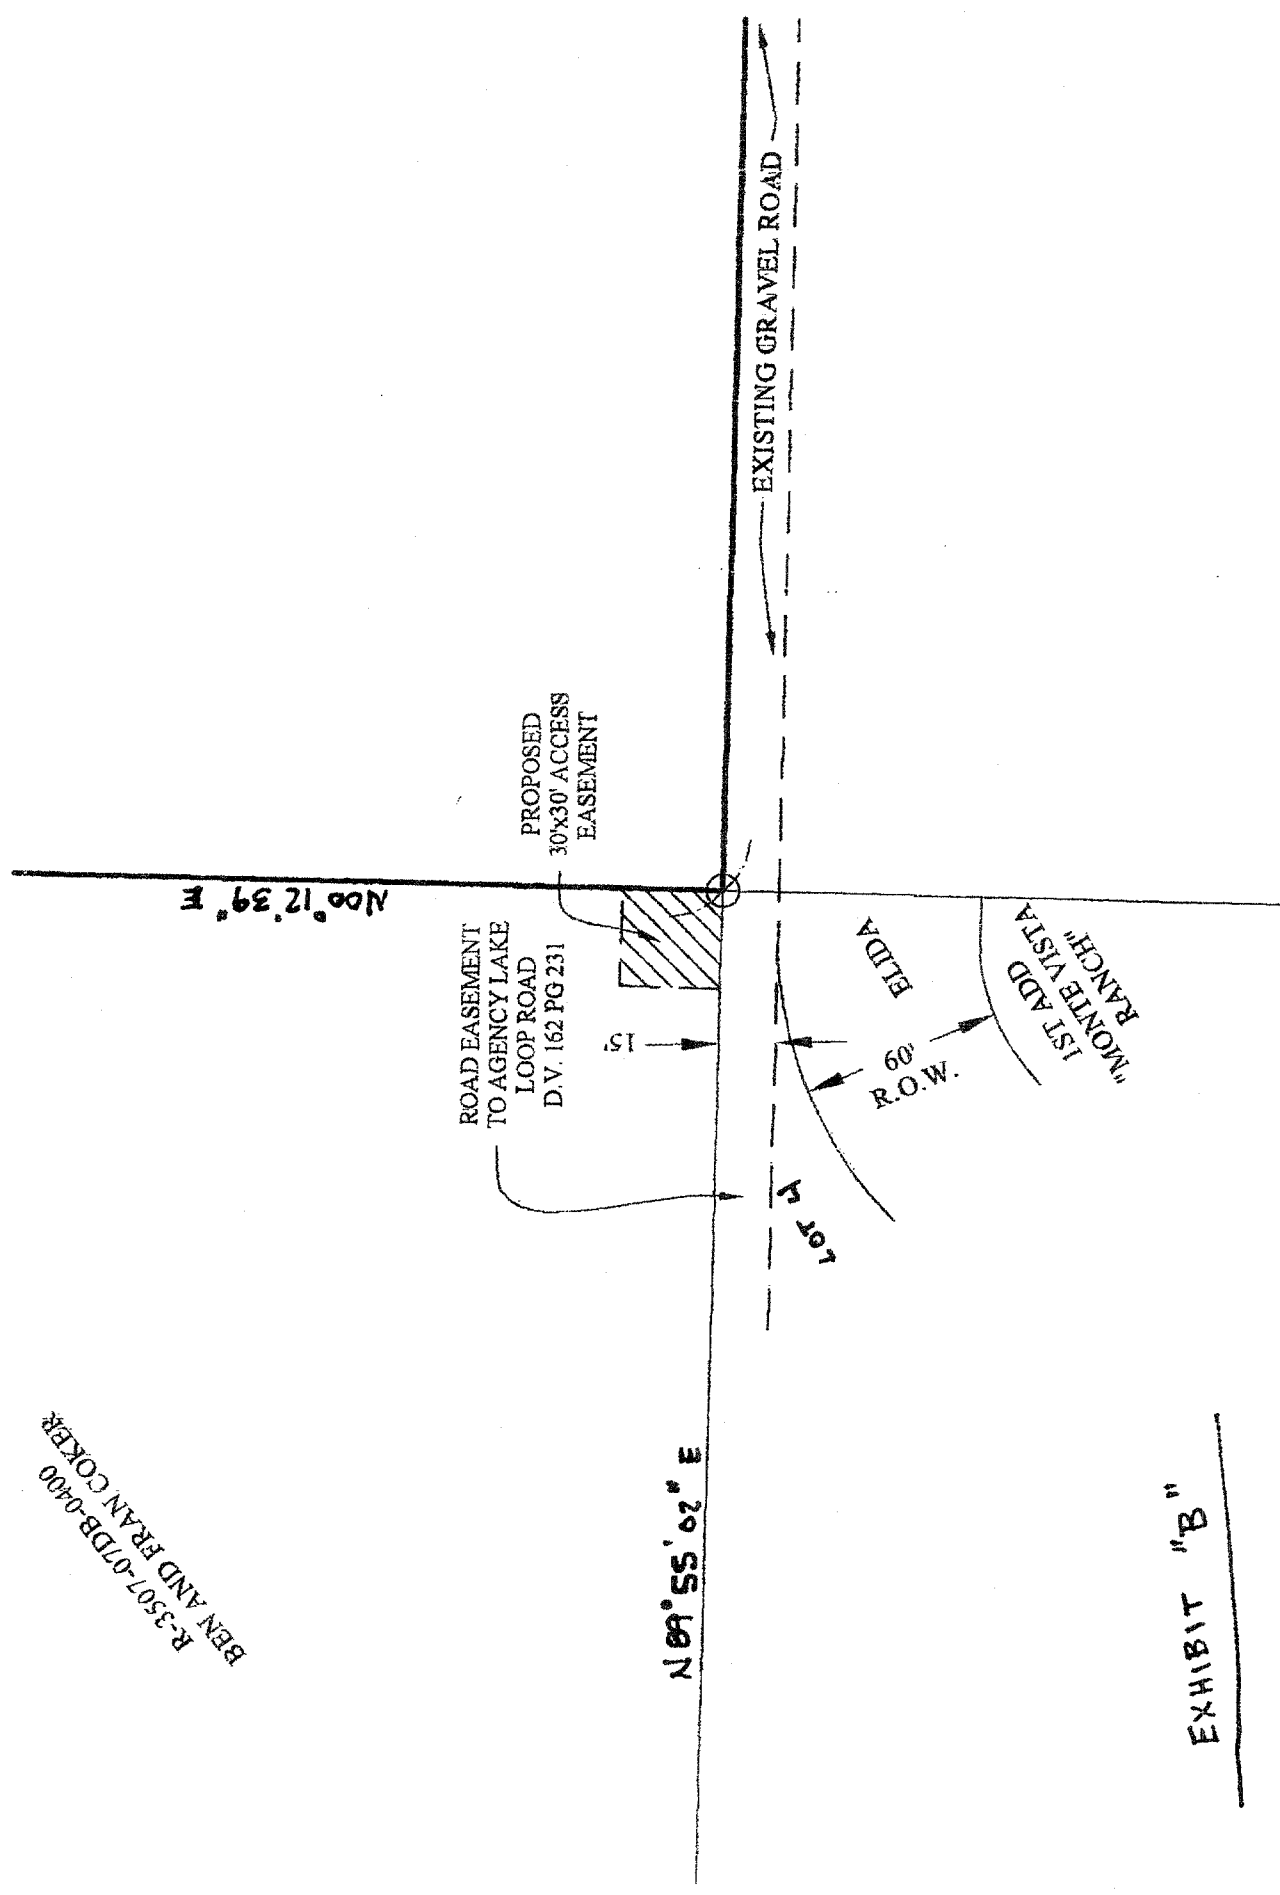 R-3507-07DB-0400
BEN AND FRAN COKER
N00° 12' 39" E
PROPOSED
30'x30' ACCESS
EASEMENT
ROAD EASEMENT
TO AGENCY LAKE
LOOP ROAD
D.V. 162 PG 231
15'
EXISTING GRAVEL ROAD
N 89° 55' 02" E
LOT 4
ELIDA
60'
R.O.W.
1ST ADD
"MONTE VISTA
RANCH"
EXHIBIT "B"